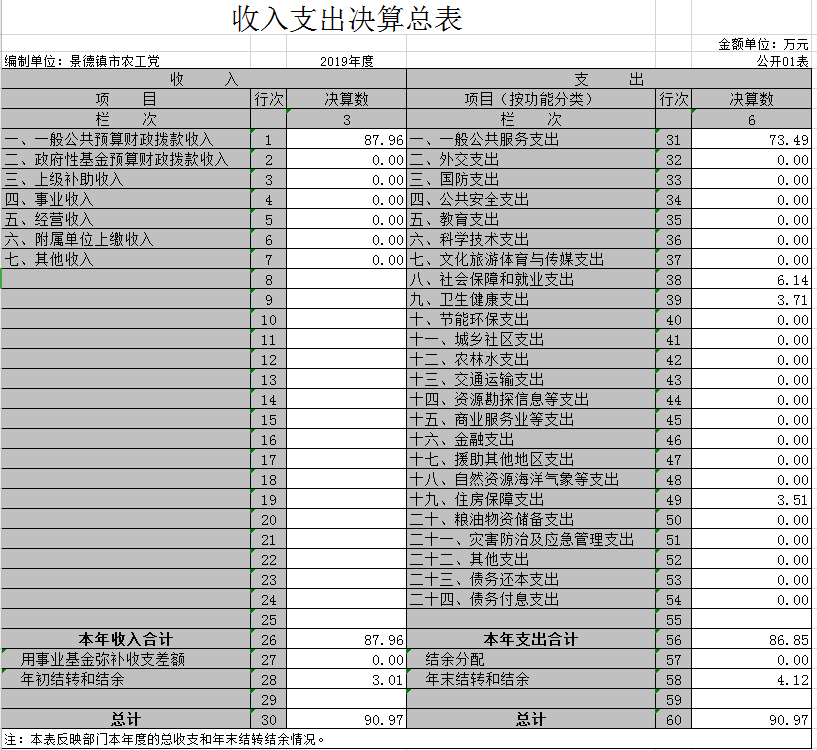 收入支出决算总表
金额单位：万元
编制单位：景德镇市农工党 2019年度 公开01表
收 入 支 出
项 目 行次 决算数 项目（按功能分类） 行次 决算数
栏 次 3 栏 次 6
一、一般公共预算财政拨款收入 1 87.96 一、一般公共服务支出 31 73.49
二、政府性基金预算财政拨款收入 2 0.00 二、外交支出 32 0.00
三、上级补助收入 3 0.00 三、国防支出 33 0.00
四、事业收入 4 0.00 四、公共安全支出 34 0.00
五、经营收入 5 0.00 五、教育支出 35 0.00
六、附属单位上缴收入 6 0.00 六、科学技术支出 36 0.00
七、其他收入 7 0.00 七、文化旅游体育与传媒支出 37 0.00
8 八、社会保障和就业支出 38 6.14
9 九、卫生健康支出 39 3.71
10 十、节能环保支出 40 0.00
11 十一、城乡社区支出 41 0.00
12 十二、农林水支出 42 0.00
13 十三、交通运输支出 43 0.00
14 十四、资源勘探信息等支出 44 0.00
15 十五、商业服务业等支出 45 0.00
16 十六、金融支出 46 0.00
17 十七、援助其他地区支出 47 0.00
18 十八、自然资源海洋气象等支出 48 0.00
19 十九、住房保障支出 49 3.51
20 二十、粮油物资储备支出 50 0.00
21 二十一、灾害防治及应急管理支出 51 0.00
22 二十二、其他支出 52 0.00
23 二十三、债务还本支出 53 0.00
24 二十四、债务付息支出 54 0.00
25 55
本年收入合计 26 87.96 本年支出合计 56 86.85
用事业基金弥补收支差额 27 0.00 结余分配 57 0.00
年初结转和结余 28 3.01 年末结转和结余 58 4.12
29 59
总计 30 90.97 总计 60 90.97
注：本表反映部门本年度的总收支和年末结转结余情况。